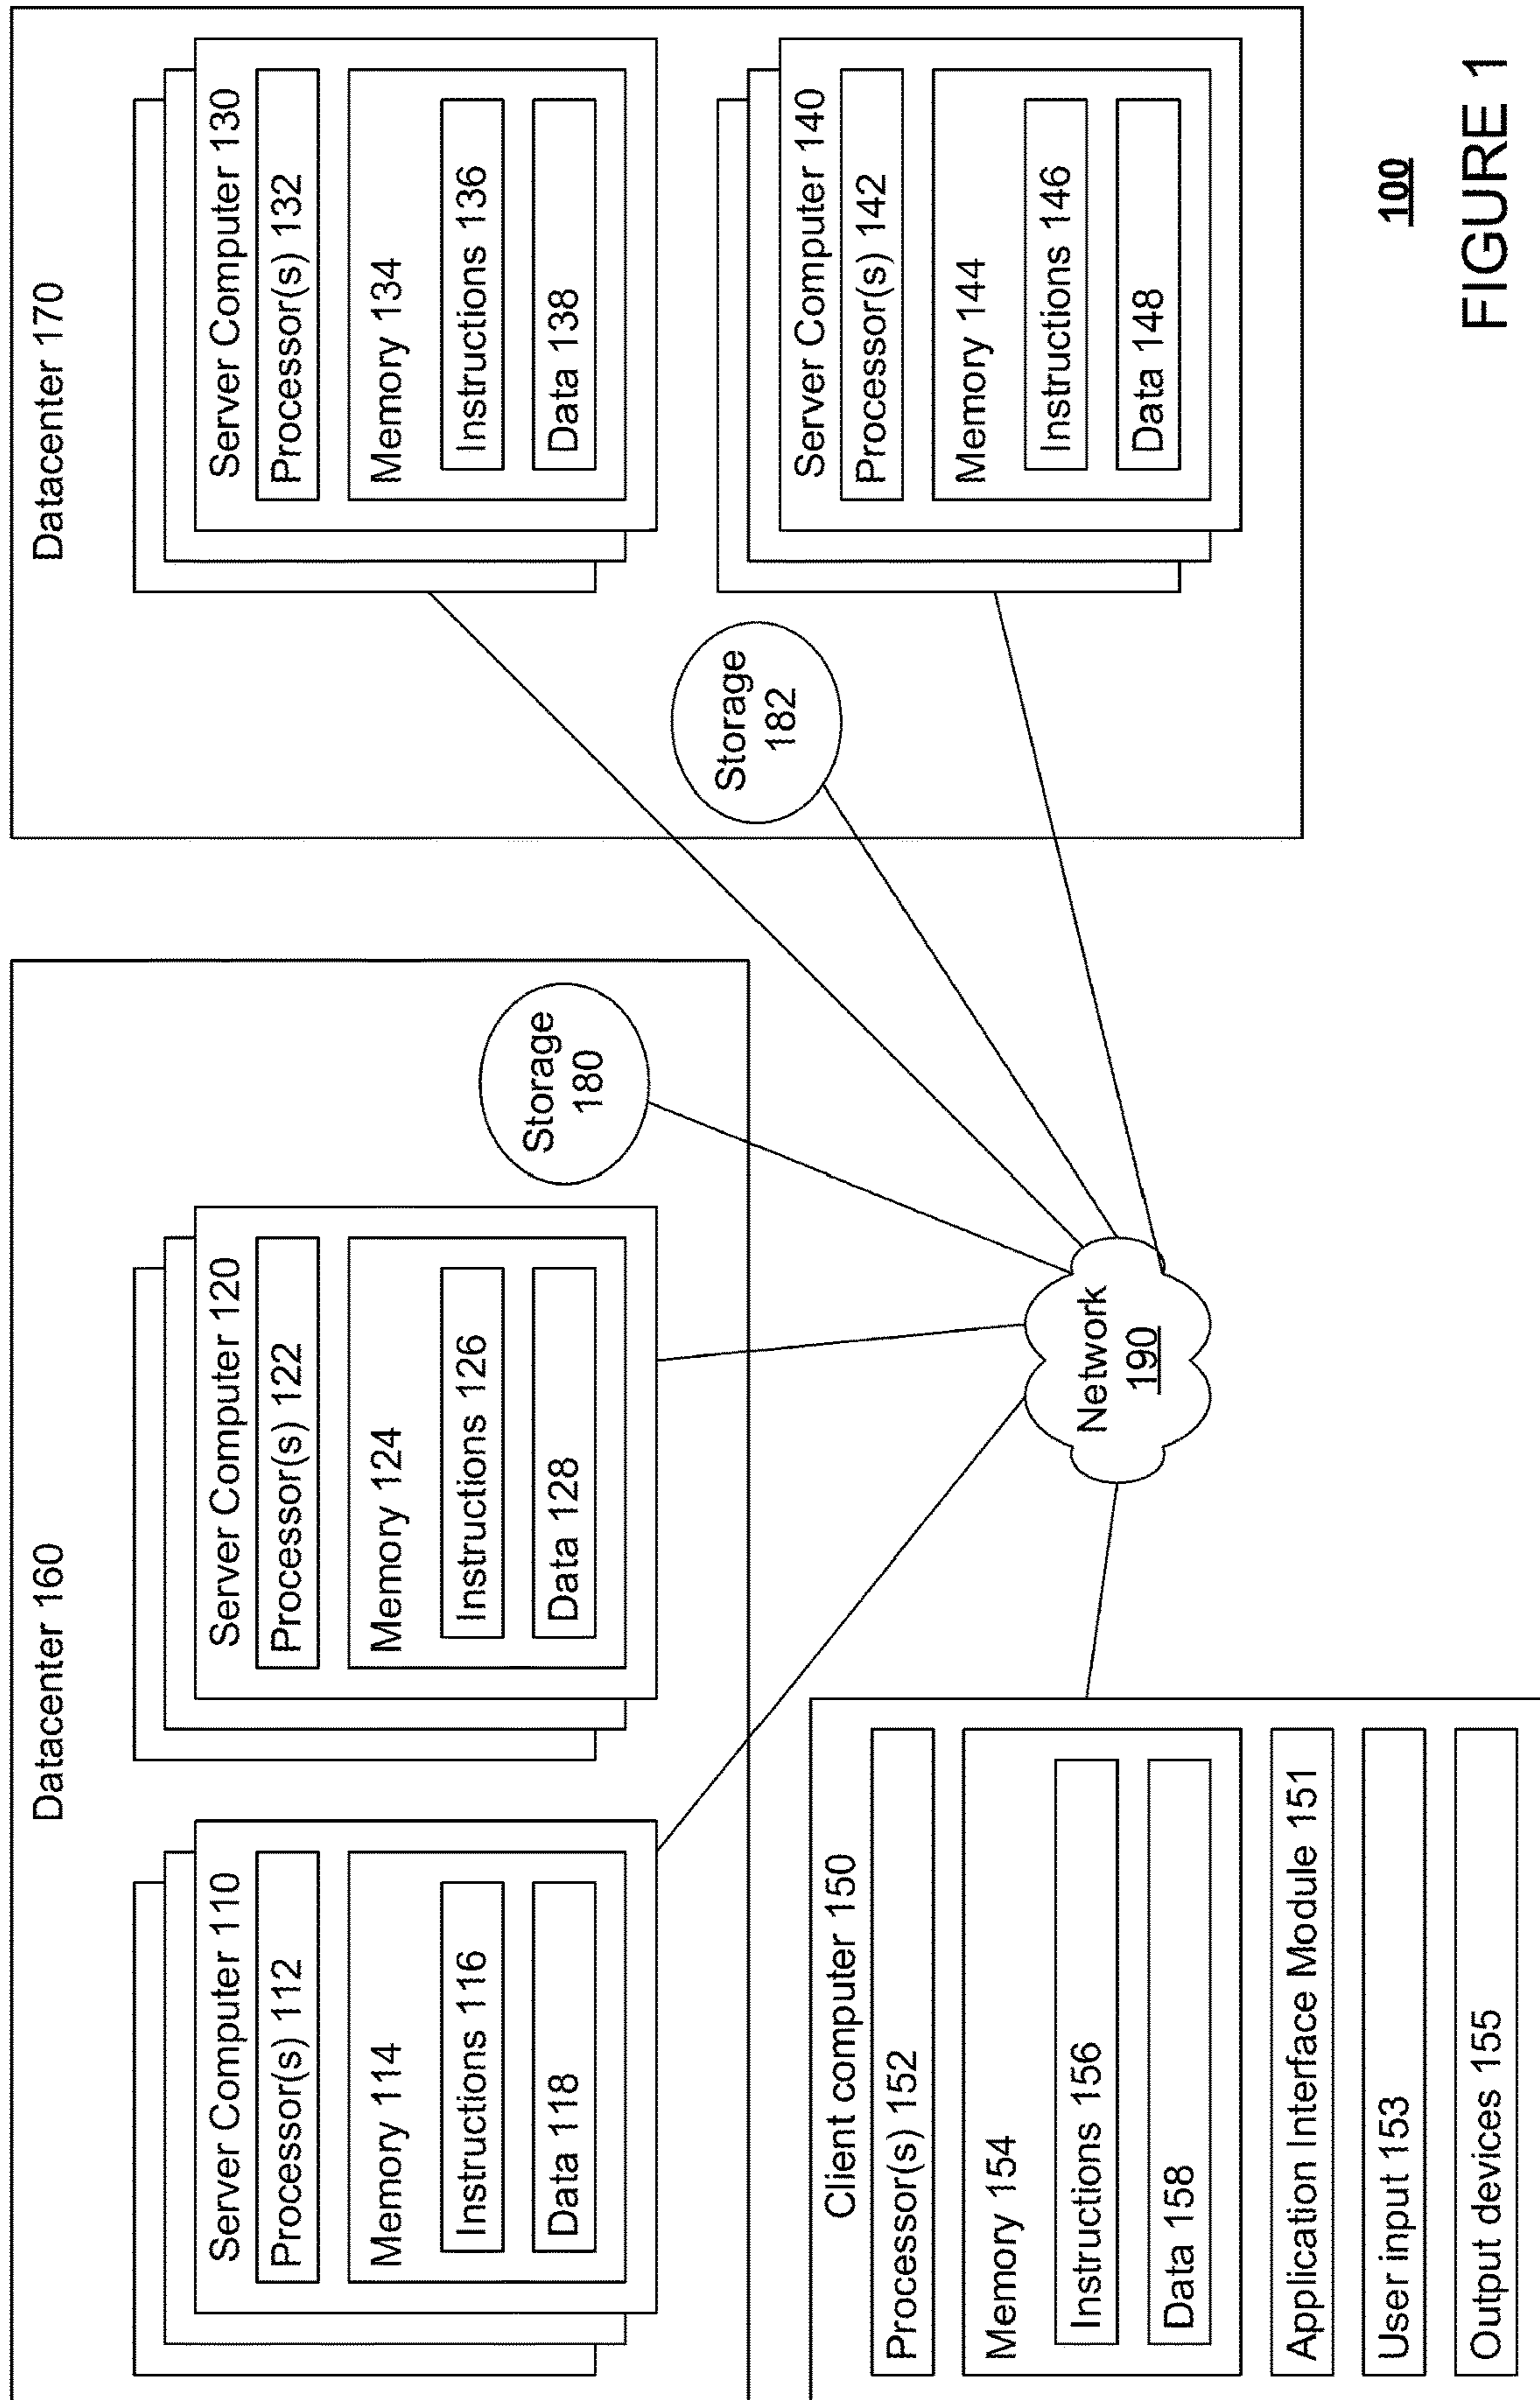 Datacenter 160
Server Computer 110
Processor(s) 112
Memory 114
Instructions 116
Data 118
Server Computer 120
Processor(s) 122
Memory 124
Instructions 126
Data 128
Storage
180
Datacenter 170
Server Computer 130
Processor(s) 132
Memory 134
Instructions 136
Data 138
Storage
182
Server Computer 140
Processor(s) 142
Memory 144
Instructions 146
Data 148
Client computer 150
Processor(s) 152
Memory 154
Instructions 156
Data 158
Application Interface Module 151
User input 153
Output devices 155
Network
190
100
FIGURE 1